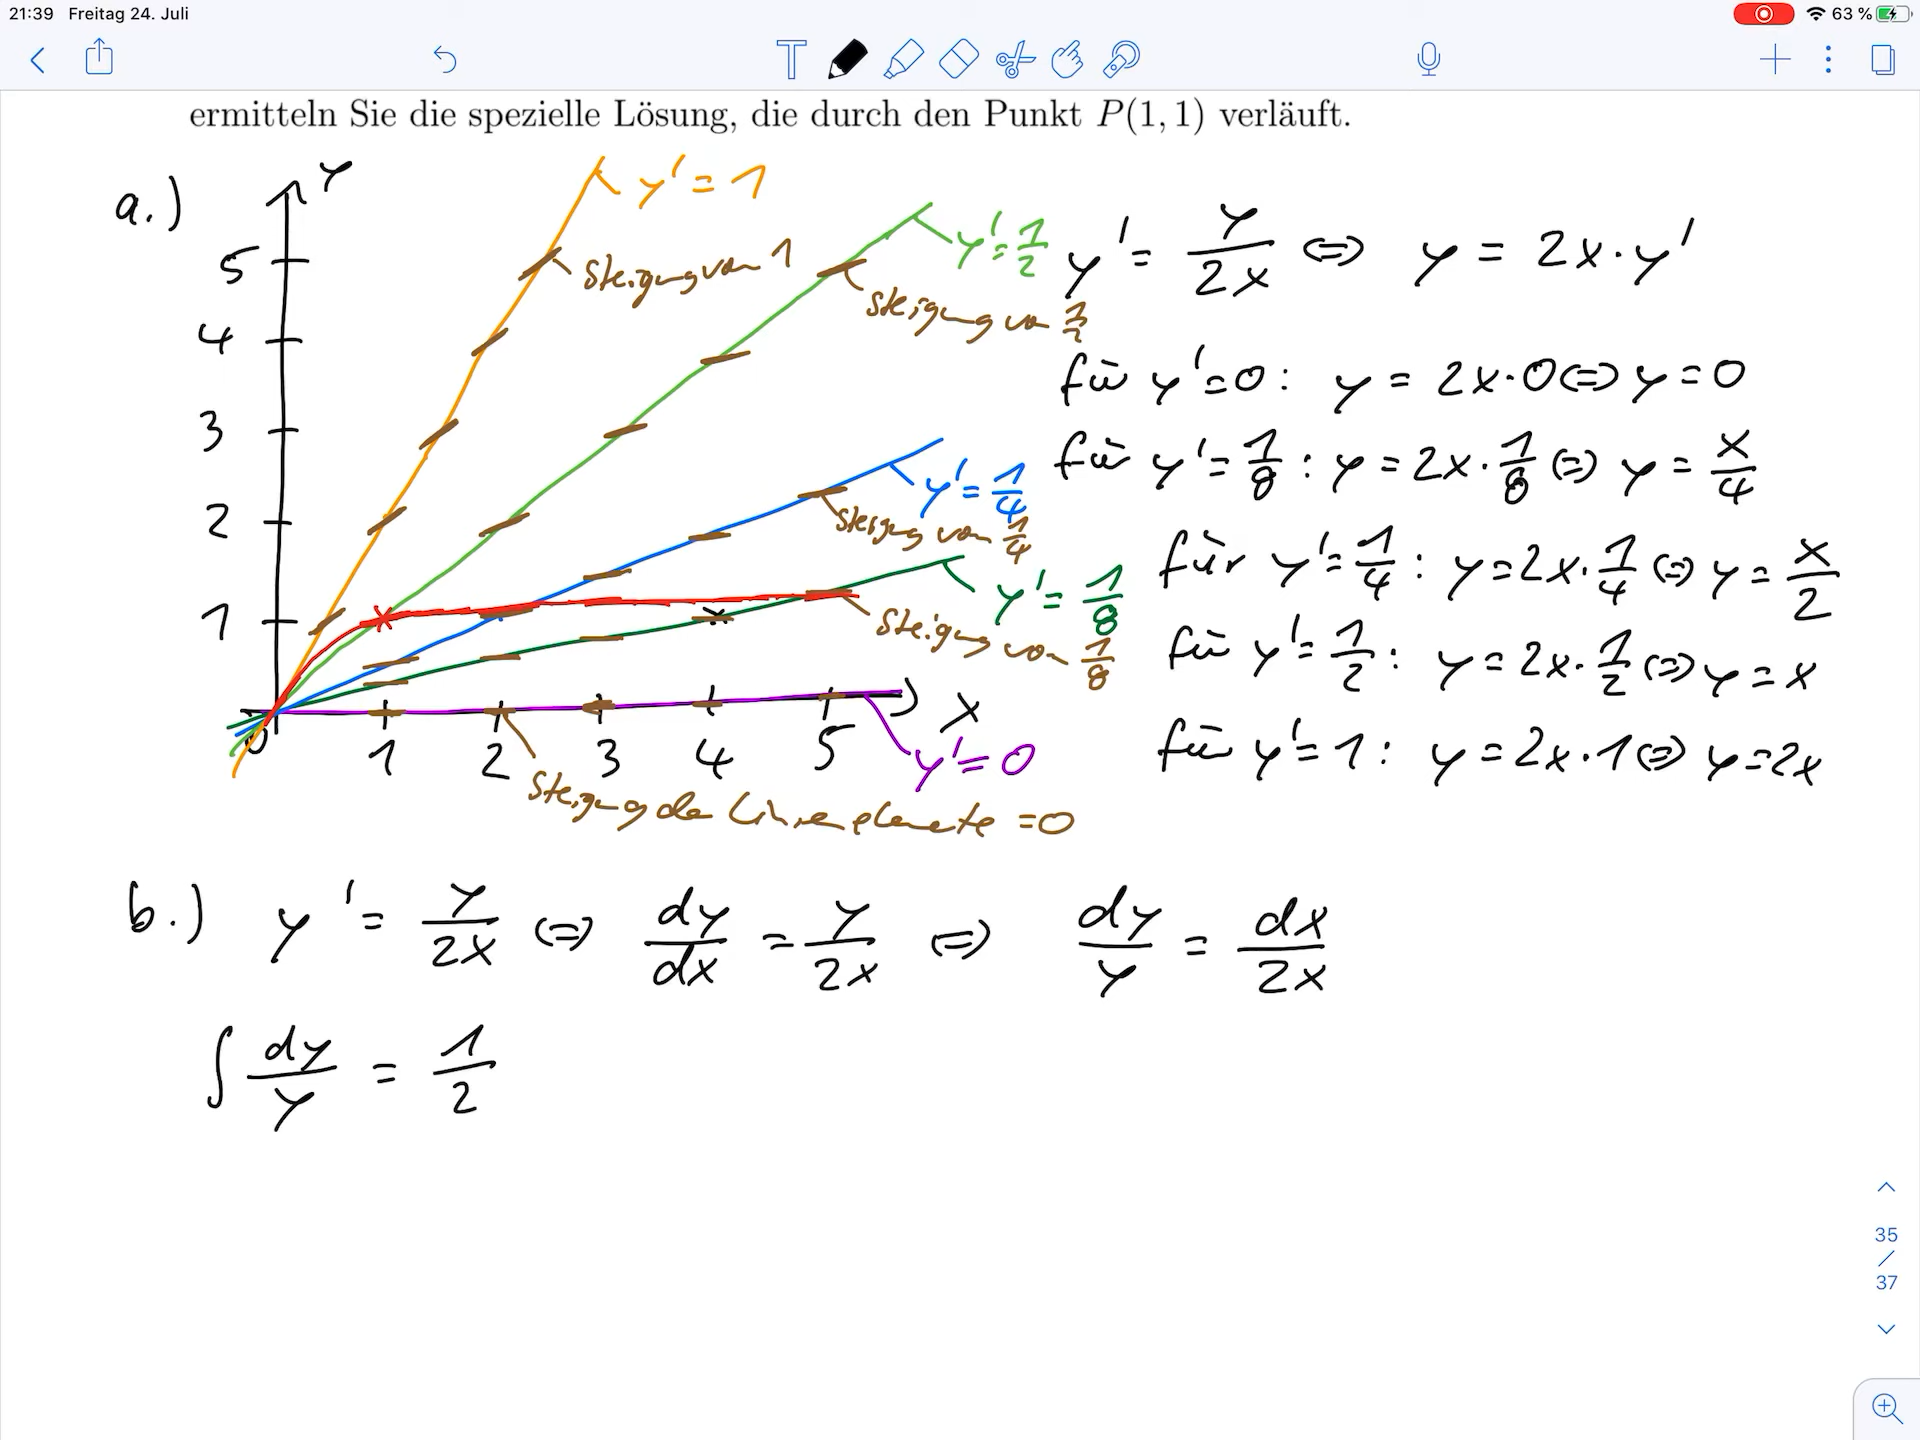 21:39 Freitag 24. Juli 63 %
T
ermitteln Sie die spezielle Lösung, die durch den Punkt P(1, 1) verläuft.
a.)
y
5
4
3
2
1
0
1 2 3 4 5 x
y' = 1
Steigung von 1
y' = 1/2
Steigung von 1/2
y' = 1/4
Steigung von 1/4
y' = 1/8
Steigung von 1/8
y' = 0
Steigung der Linienelemente = 0
y' = y/2x ⇔ y = 2x · y'
für y' = 0 : y = 2x · 0 ⇔ y = 0
für y' = 1/8 : y = 2x · 1/8 ⇔ y = x/4
für y' = 1/4 : y = 2x · 1/4 ⇔ y = x/2
für y' = 1/2 : y = 2x · 1/2 ⇔ y = x
für y' = 1 : y = 2x · 1 ⇔ y = 2x
b.) y' = y/2x ⇔ dy/dx = y/2x ⇔ dy/y = dx/2x
∫ dy/y = 1/2
35
/
37